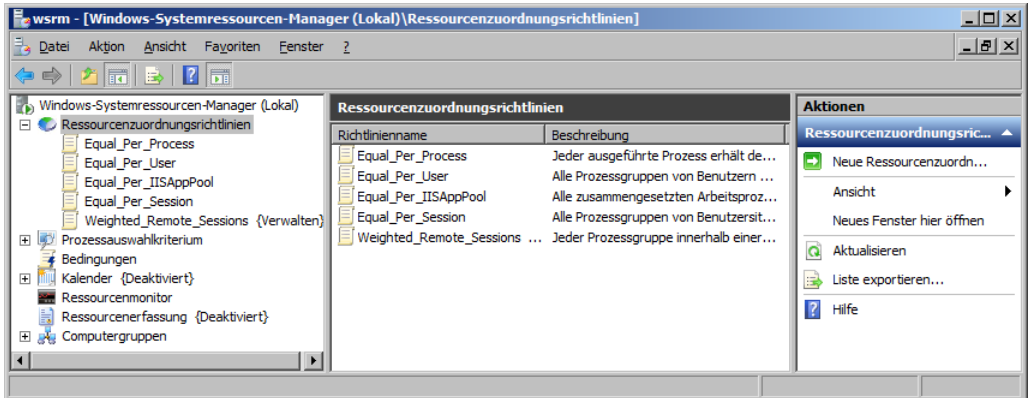 wsrm - [Windows-Systemressourcen-Manager (Lokal)\Ressourcenzuordnungsrichtlinien]
Datei Aktion Ansicht Favoriten Fenster ?
Windows-Systemressourcen-Manager (Lokal)
Ressourcenzuordnungsrichtlinien
Equal_Per_Process
Equal_Per_User
Equal_Per_IISAppPool
Equal_Per_Session
Weighted_Remote_Sessions {Verwalten}
Prozessauswahlkriterium
Bedingungen
Kalender {Deaktiviert}
Ressourcenmonitor
Ressourcenerfassung {Deaktiviert}
Computergruppen
Ressourcenzuordnungsrichtlinien
Richtlinienname Beschreibung
Equal_Per_Process Jeder ausgeführte Prozess erhält de...
Equal_Per_User Alle Prozessgruppen von Benutzern ...
Equal_Per_IISAppPool Alle zusammengesetzten Arbeitsproz...
Equal_Per_Session Alle Prozessgruppen von Benutzersit...
Weighted_Remote_Sessions ... Jeder Prozessgruppe innerhalb einer...
Aktionen
Ressourcenzuordnungsric...
Neue Ressourcenzuordn...
Ansicht
Neues Fenster hier öffnen
Aktualisieren
Liste exportieren...
Hilfe